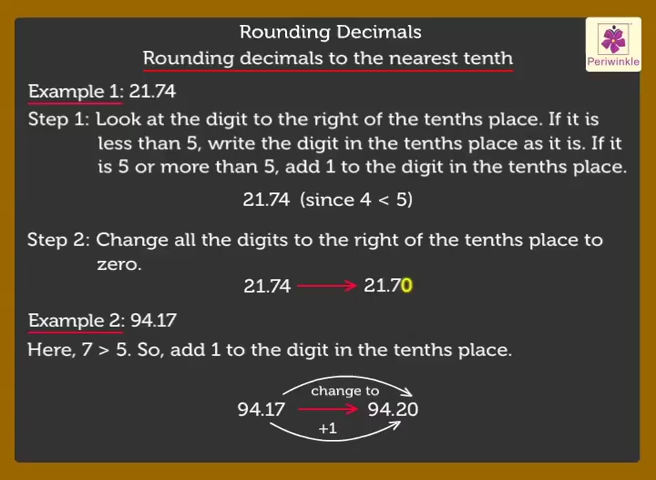 Rounding Decimals
Rounding decimals to the nearest tenth
Periwinkle
Example 1: 21.74
Step 1: Look at the digit to the right of the tenths place. If it is
less than 5, write the digit in the tenths place as it is. If it
is 5 or more than 5, add 1 to the digit in the tenths place.
21.74 (since 4 < 5)
Step 2: Change all the digits to the right of the tenths place to
zero.
21.74 → 21.70
Example 2: 94.17
Here, 7 > 5. So, add 1 to the digit in the tenths place.
change to
94.17 → 94.20
+1